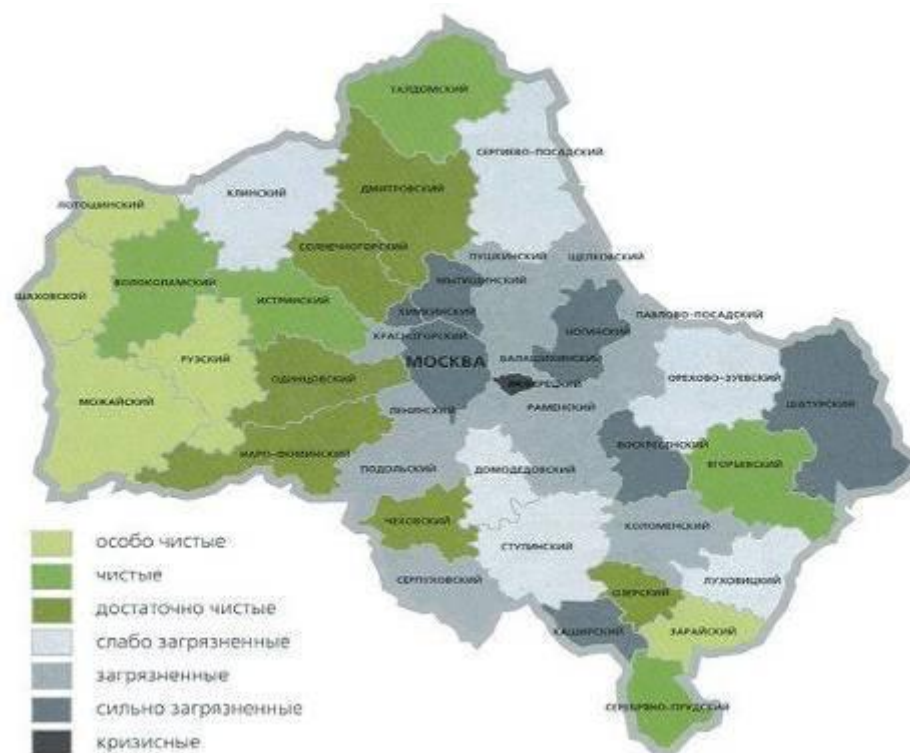 ТАЛДОМСКИЙ
СЕРГИЕВО-ПОСАДСКИЙ
КЛИНСКИЙ
ДМИТРОВСКИЙ
ЛОТОШИНСКИЙ
СОЛНЕЧНОГОРСКИЙ
ПУШКИНСКИЙ
ЩЕЛКОВСКИЙ
МЫТИЩИНСКИЙ
ВОЛОКОЛАМСКИЙ
ШАХОВСКОЙ
ИСТРИНСКИЙ
ХИМКИНСКИЙ
ПАВЛОВО-ПОСАДСКИЙ
НОГИНСКИЙ
КРАСНОГОРСКИЙ
МОСКВА
БАЛАШИХИНСКИЙ
РУЗСКИЙ
ОДИНЦОВСКИЙ
ЛЮБЕРЕЦКИЙ
ОРЕХОВО-ЗУЕВСКИЙ
МОЖАЙСКИЙ
ЛЕНИНСКИЙ
РАМЕНСКИЙ
ШАТУРСКИЙ
ВОСКРЕСЕНСКИЙ
НАРО-ФОМИНСКИЙ
ПОДОЛЬСКИЙ
ДОМОДЕДОВСКИЙ
ЕГОРЬЕВСКИЙ
ЧЕХОВСКИЙ
КОЛОМЕНСКИЙ
СТУПИНСКИЙ
СЕРПУХОВСКИЙ
ЛУХОВИЦКИЙ
ОЗЕРСКИЙ
КАШИРСКИЙ
ЗАРАЙСКИЙ
СЕРЕБРЯНО-ПРУДСКИЙ
особо чистые
чистые
достаточно чистые
слабо загрязненные
загрязненные
сильно загрязненные
кризисные